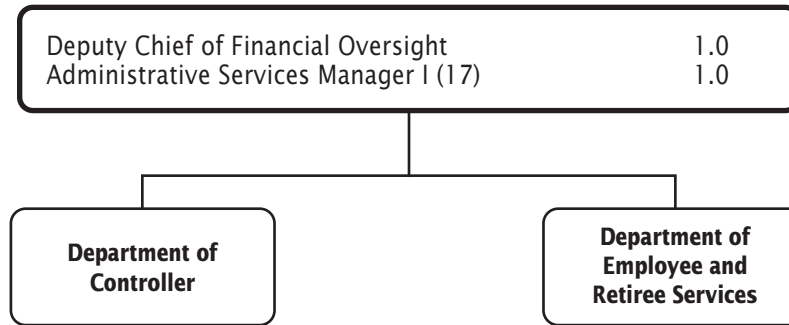 Deputy Chief of Financial Oversight 1.0
Administrative Services Manager I (17) 1.0
Department of
Controller
Department of
Employee and
Retiree Services